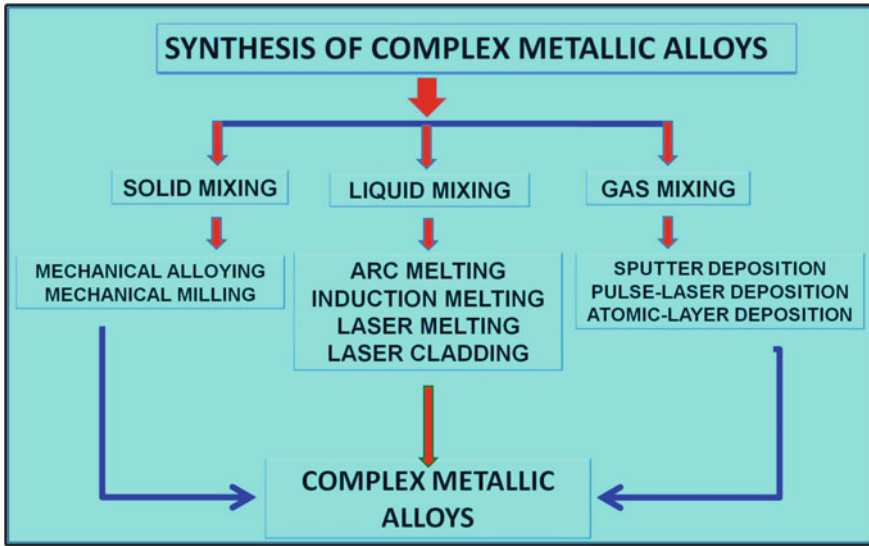 SYNTHESIS OF COMPLEX METALLIC ALLOYS
SOLID MIXING
LIQUID MIXING
GAS MIXING
MECHANICAL ALLOYING
MECHANICAL MILLING
ARC MELTING
INDUCTION MELTING
LASER MELTING
LASER CLADDING
SPUTTER DEPOSITION
PULSE-LASER DEPOSITION
ATOMIC-LAYER DEPOSITION
COMPLEX METALLIC
ALLOYS